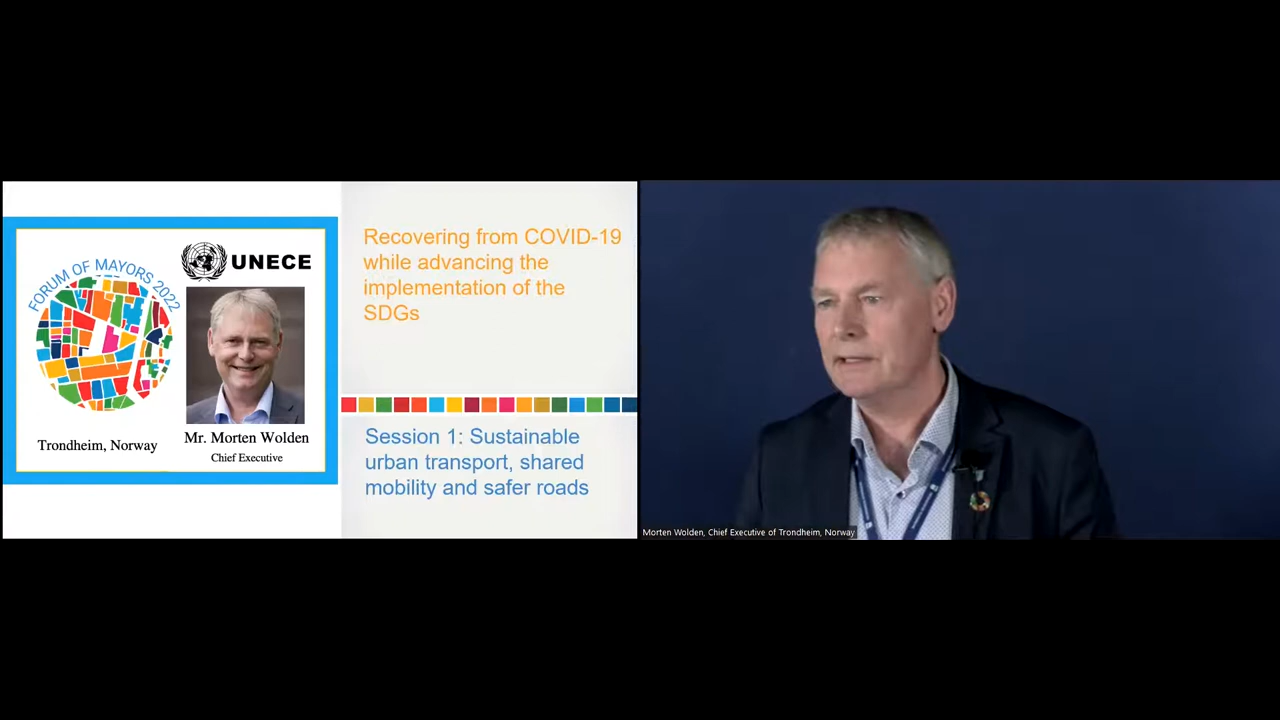 FORUM OF MAYORS 2022
UNECE
Trondheim, Norway
Mr. Morten Wolden
Chief Executive
Recovering from COVID-19
while advancing the
implementation of the
SDGs
Session 1: Sustainable
urban transport, shared
mobility and safer roads
Morten Wolden, Chief Executive of Trondheim, Norway